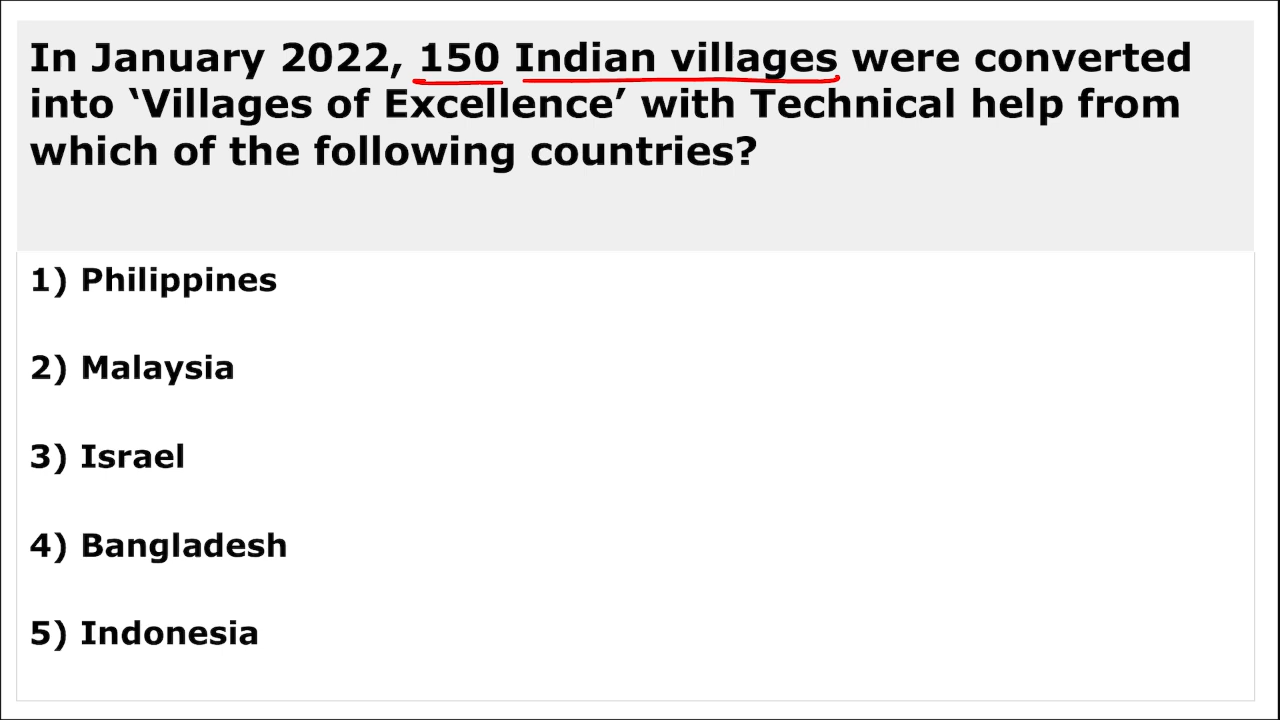 In January 2022, 150 Indian villages were converted
into ‘Villages of Excellence’ with Technical help from
which of the following countries?
1) Philippines
2) Malaysia
3) Israel
4) Bangladesh
5) Indonesia